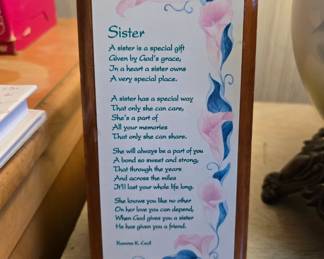 Sister
A sister is a special gift
Given by God's grace,
In a heart a sister owns
A very special place.
A sister has a special way
That only she can care,
She's a part of
All your memories
That only she can share.
She will always be a part of you
A bond so sweet and strong,
That through the years
And across the miles
It'll last your whole life long.
She knows you like no other
On her love you can depend,
When God gives you a sister
He has given you a friend.